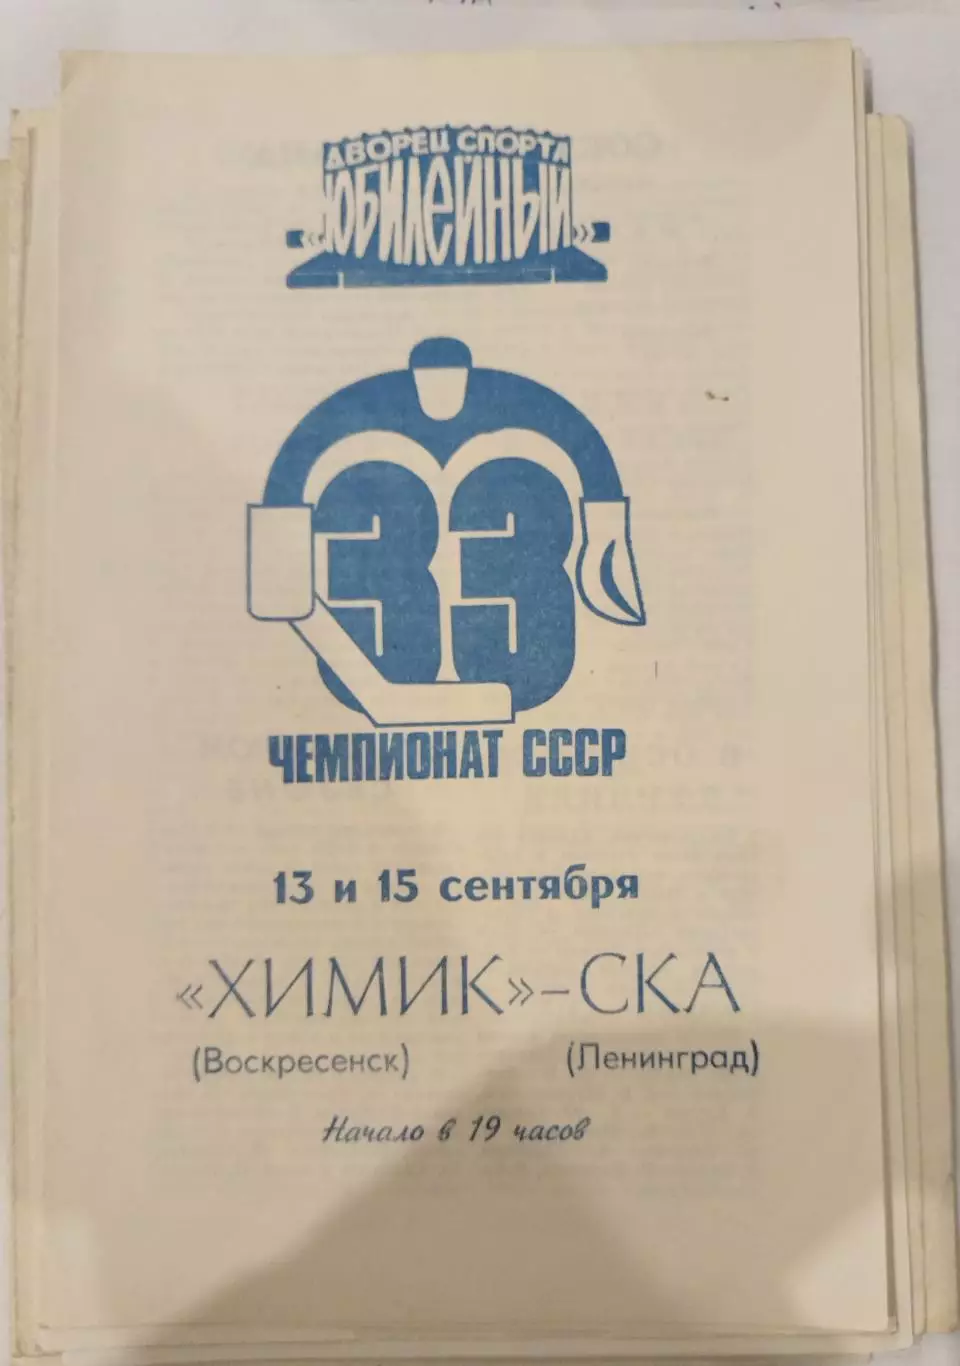 ДВОРЕЦ СПОРТА
«ЮБИЛЕЙНЫЙ»
33
ЧЕМПИОНАТ СССР
13 и 15 сентября
«ХИМИК»–СКА
(Воскресенск) (Ленинград)
Начало в 19 часов